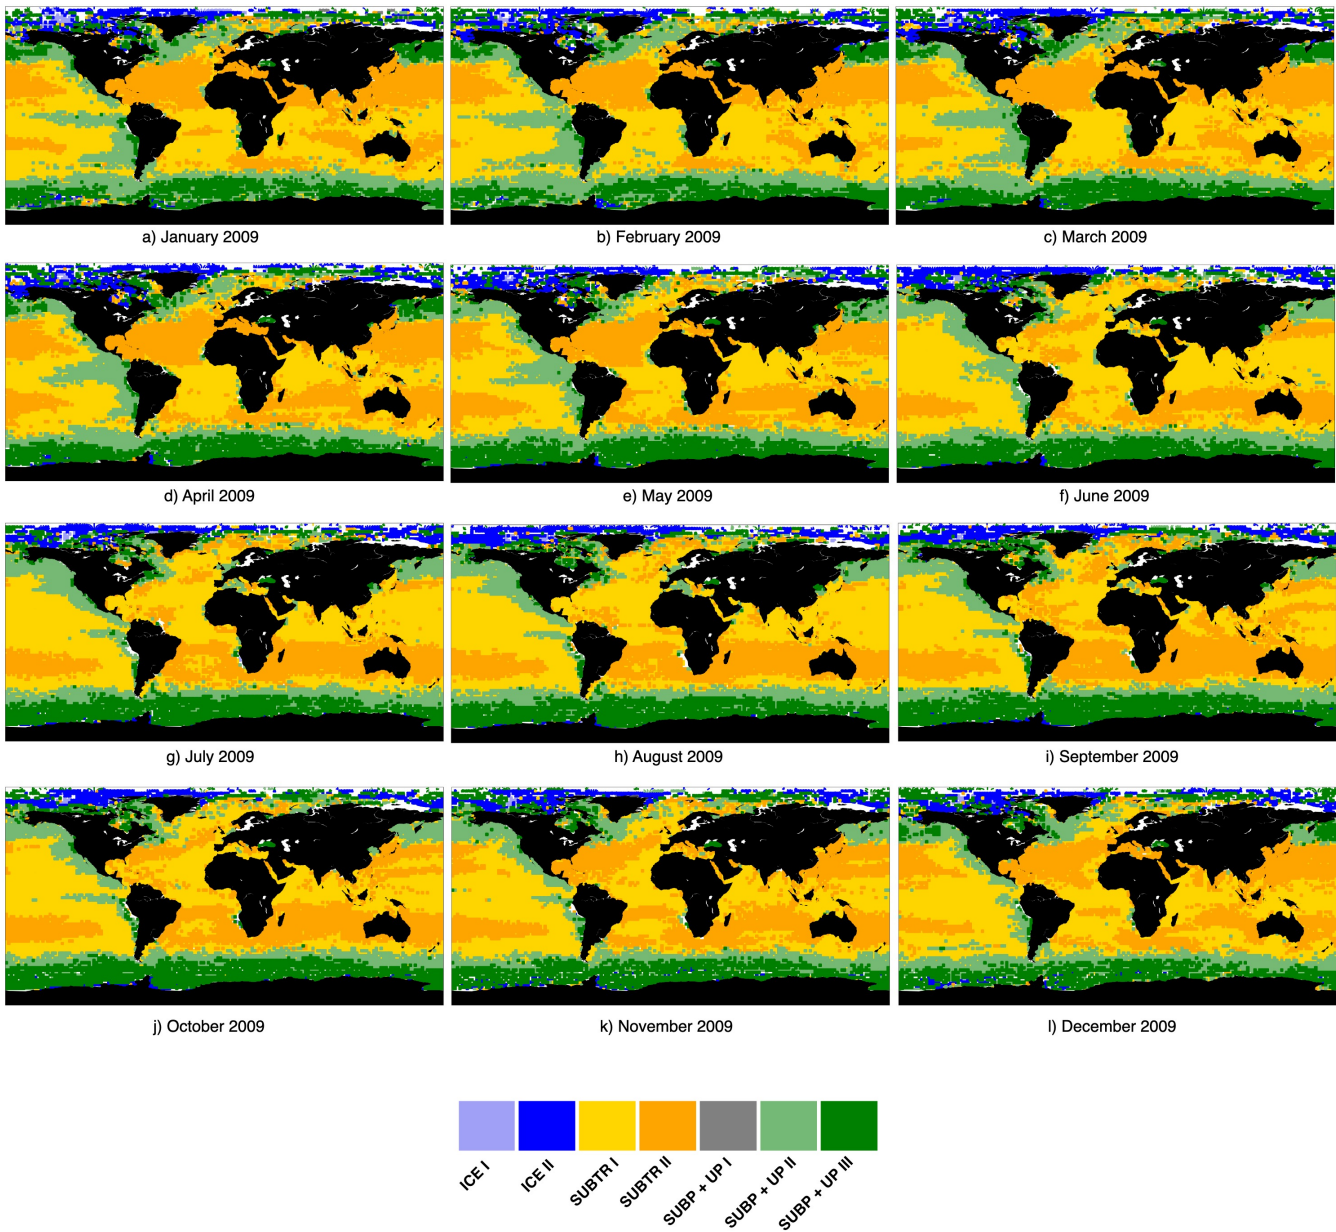 a) January 2009
b) February 2009
c) March 2009
d) April 2009
e) May 2009
f) June 2009
g) July 2009
h) August 2009
i) September 2009
j) October 2009
k) November 2009
l) December 2009
ICE I
ICE II
SUBTR I
SUBTR II
SUBP + UP I
SUBP + UP II
SUBP + UP III